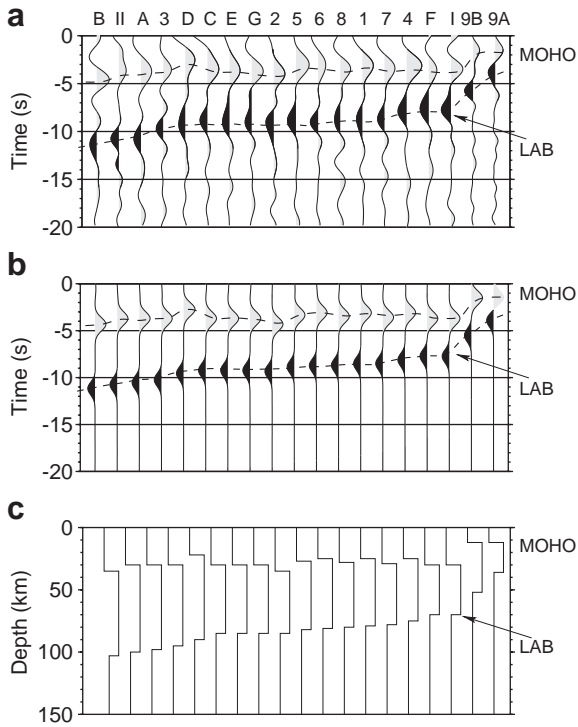 a
B II A 3 D C E G 2 5 6 8 1 7 4 F I 9B 9A
0
-5
-10
-15
-20
Time (s)
MOHO
LAB
b
0
-5
-10
-15
-20
Time (s)
MOHO
LAB
c
0
50
100
150
Depth (km)
MOHO
LAB